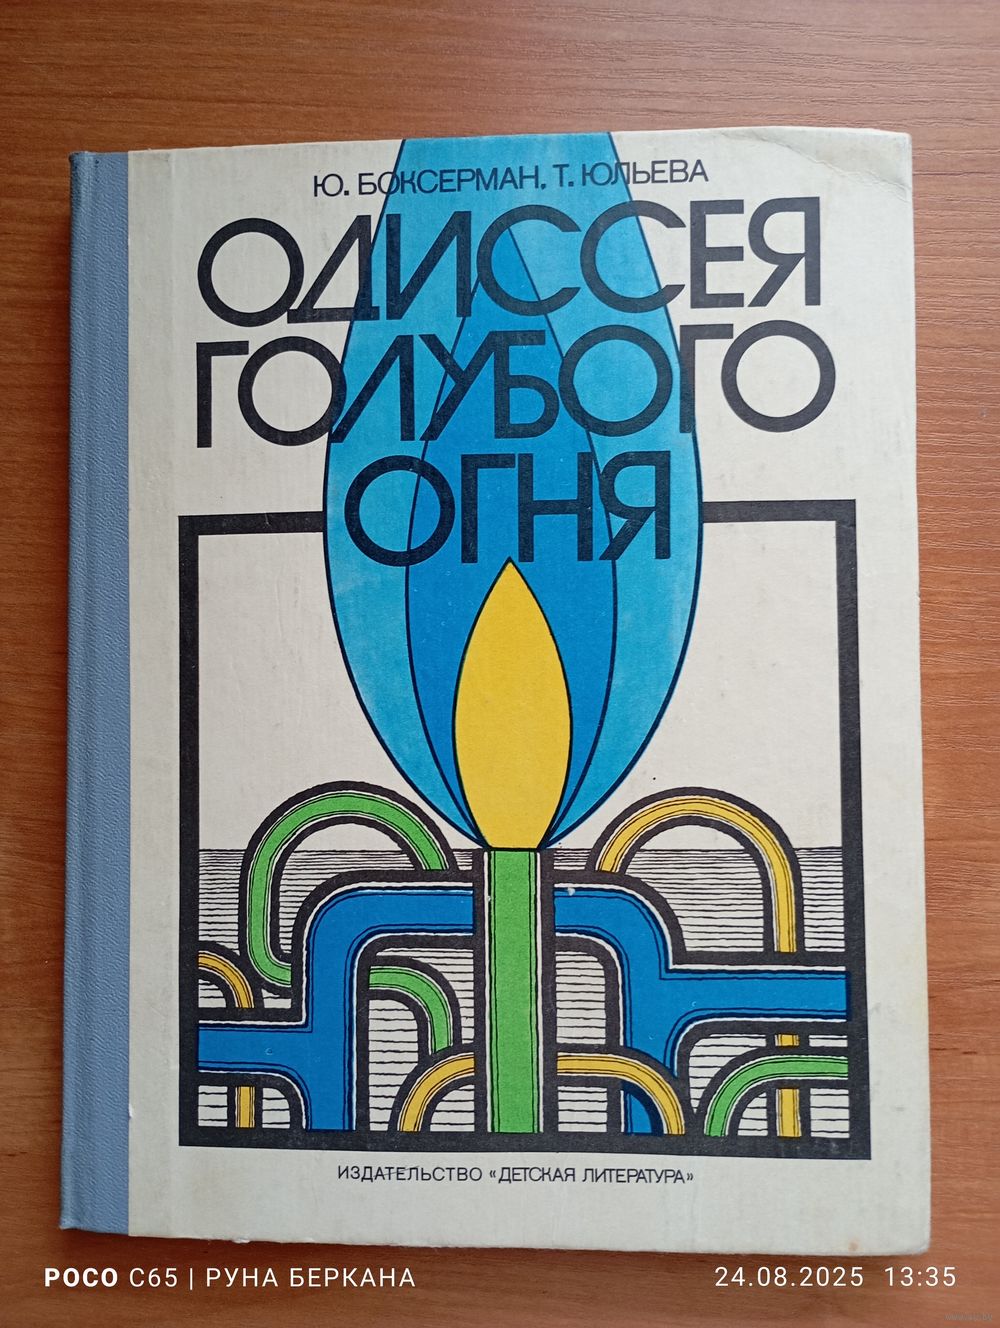 Ю. БОКСЕРМАН, Т. ЮЛЬЕВА
ОДИССЕЯ
ГОЛУБОГО
ОГНЯ
ИЗДАТЕЛЬСТВО «ДЕТСКАЯ ЛИТЕРАТУРА»
POCO C65 | РУНА БЕРКАНА
24.08.2025 13:35